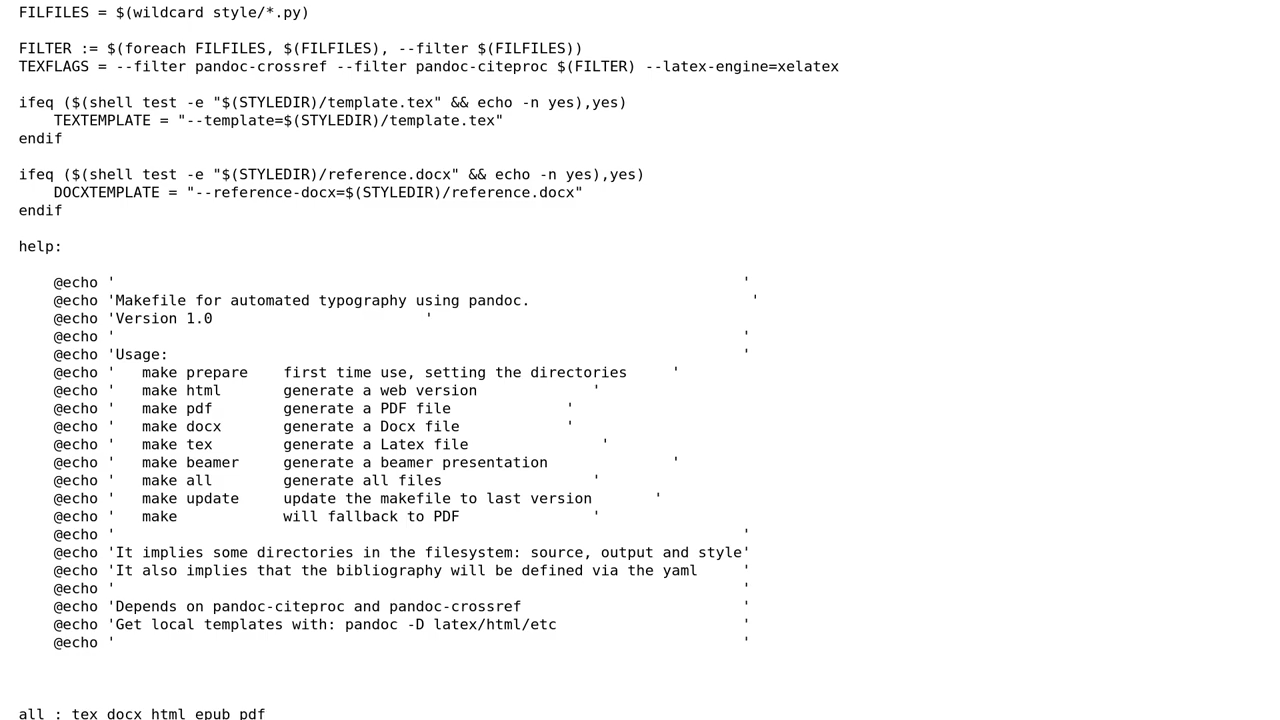 FILFILES = $(wildcard style/*.py)

FILTER := $(foreach FILFILES, $(FILFILES), --filter $(FILFILES))
TEXFLAGS = --filter pandoc-crossref --filter pandoc-citeproc $(FILTER) --latex-engine=xelatex

ifeq ($(shell test -e "$(STYLEDIR)/template.tex" && echo -n yes),yes)
    TEXTEMPLATE = "--template=$(STYLEDIR)/template.tex"
endif

ifeq ($(shell test -e "$(STYLEDIR)/reference.docx" && echo -n yes),yes)
    DOCXTEMPLATE = "--reference-docx=$(STYLEDIR)/reference.docx"
endif

help:

    @echo '                                                                       '
    @echo 'Makefile for automated typography using pandoc.                         '
    @echo 'Version 1.0                        '
    @echo '                                                                       '
    @echo 'Usage:                                                                 '
    @echo '   make prepare    first time use, setting the directories     '
    @echo '   make html       generate a web version             '
    @echo '   make pdf        generate a PDF file             '
    @echo '   make docx       generate a Docx file            '
    @echo '   make tex        generate a Latex file               '
    @echo '   make beamer     generate a beamer presentation              '
    @echo '   make all        generate all files                 '
    @echo '   make update     update the makefile to last version       '
    @echo '   make            will fallback to PDF               '
    @echo '                                                                       '
    @echo 'It implies some directories in the filesystem: source, output and style'
    @echo 'It also implies that the bibliography will be defined via the yaml     '
    @echo '                                                                       '
    @echo 'Depends on pandoc-citeproc and pandoc-crossref                         '
    @echo 'Get local templates with: pandoc -D latex/html/etc                     '
    @echo '                                                                       '

all : tex docx html epub pdf